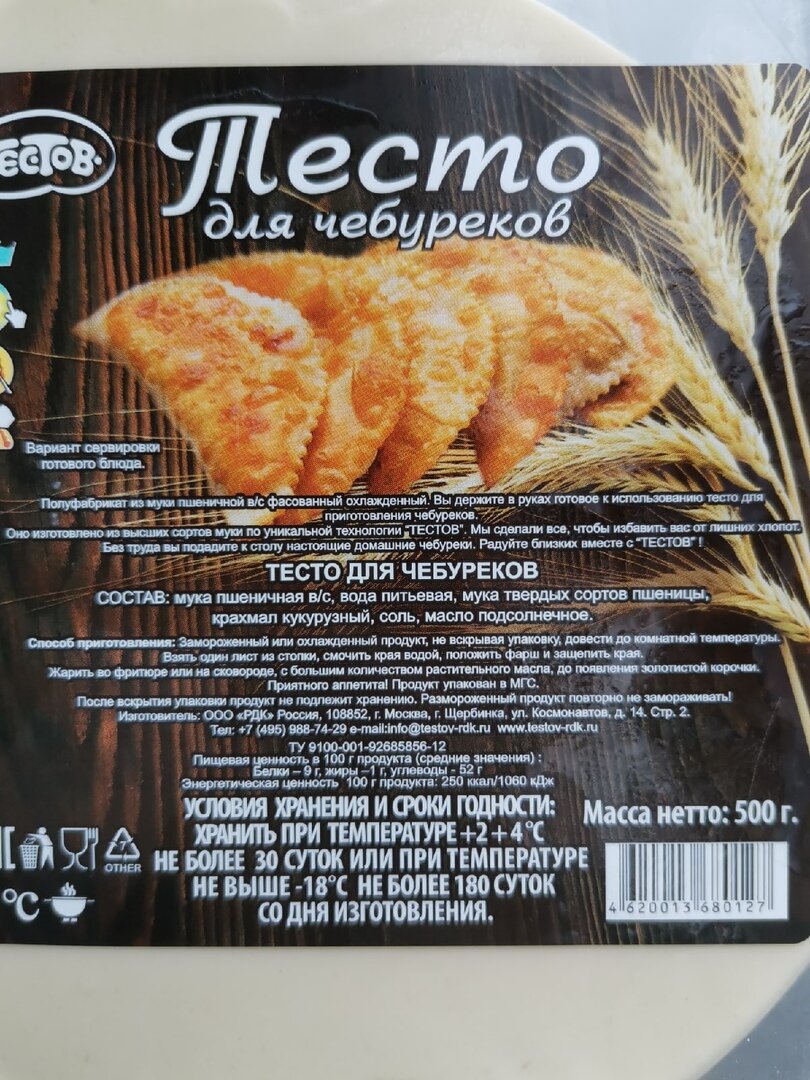 ЕСТОВ
Тесто
для чебуреков
Вариант сервировки
готового блюда.
Полуфабрикат из муки пшеничной в/с фасованный охлажденный. Вы держите в руках готовое к использованию тесто для
приготовления чебуреков.
Оно изготовлено из высших сортов муки по уникальной технологии "ТЕСТОВ". Мы сделали все, чтобы избавить вас от лишних хлопот.
Без труда вы подадите к столу настоящие домашние чебуреки. Радуйте близких вместе с "ТЕСТОВ" !
ТЕСТО ДЛЯ ЧЕБУРЕКОВ
СОСТАВ: мука пшеничная в/с, вода питьевая, мука твердых сортов пшеницы,
крахмал кукурузный, соль, масло подсолнечное.
Способ приготовления: Замороженный или охлажденный продукт, не вскрывая упаковку, довести до комнатной температуры.
Взять один лист из стопки, смочить края водой, положить фарш и защепить края.
Жарить во фритюре или на сковороде, с большим количеством растительного масла, до появления золотистой корочки.
Приятного аппетита! Продукт упакован в МГС.
После вскрытия упаковки продукт не подлежит хранению. Размороженный продукт повторно не замораживать!
Изготовитель: ООО «РДК» Россия, 108852, г. Москва, г. Щербинка, ул. Космонавтов, д. 14. Стр. 2.
Тел: +7 (495) 988-74-29 e-mail:info@testov-rdk.ru www.testov-rdk.ru
ТУ 9100-001-92685856-12
Пищевая ценность в 100 г продукта (средние значения) :
Белки – 9 г, жиры –1 г, углеводы - 52 г
Энергетическая ценность 100 г продукта: 250 ккал/1060 кДж
УСЛОВИЯ ХРАНЕНИЯ И СРОКИ ГОДНОСТИ:
ХРАНИТЬ ПРИ ТЕМПЕРАТУРЕ +2 + 4 °С
НЕ БОЛЕЕ 30 СУТОК ИЛИ ПРИ ТЕМПЕРАТУРЕ
НЕ ВЫШЕ -18°С НЕ БОЛЕЕ 180 СУТОК
СО ДНЯ ИЗГОТОВЛЕНИЯ.
Масса нетто: 500 г.
7
OTHER
°C
4 620013 680127